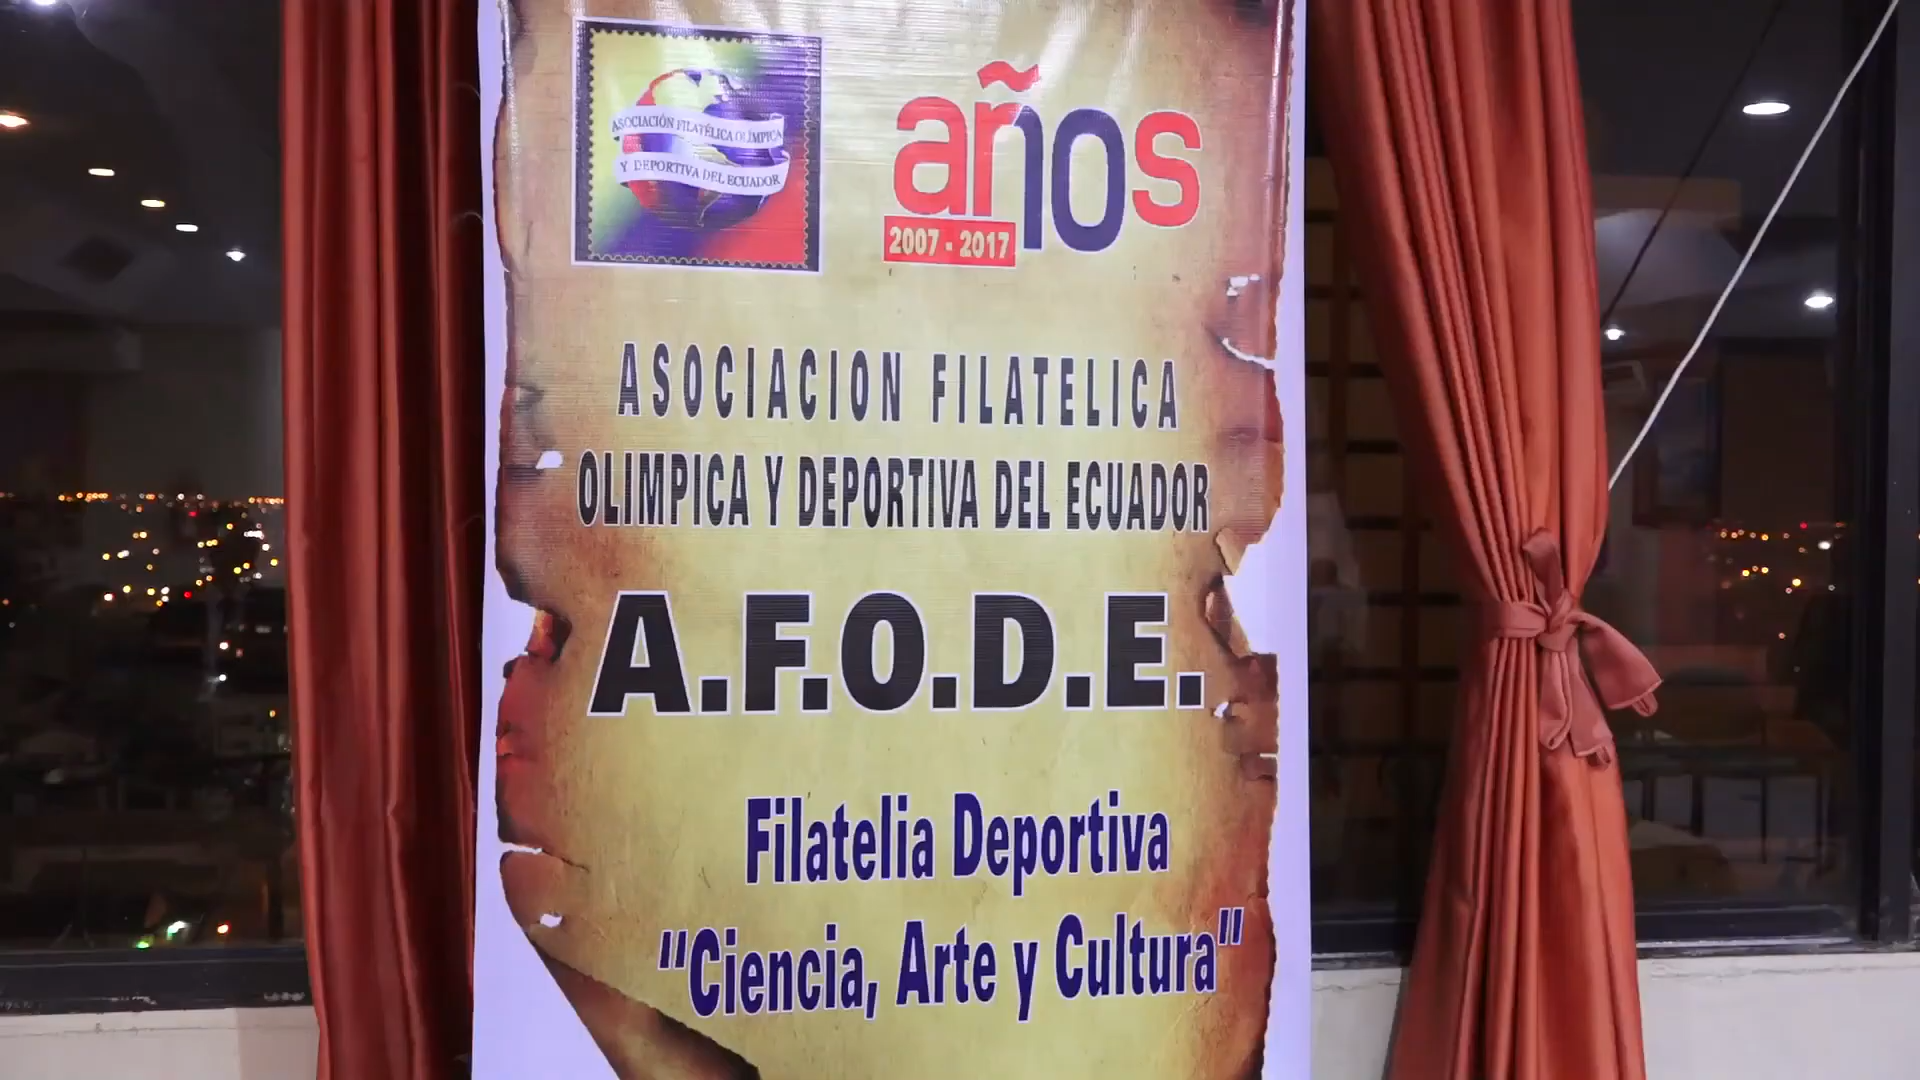 ASOCIACIÓN FILATÉLICA OLÍMPICA
Y DEPORTIVA DEL ECUADOR
años
2007 - 2017
ASOCIACION FILATELICA
OLIMPICA Y DEPORTIVA DEL ECUADOR
A.F.O.D.E.
Filatelia Deportiva
"Ciencia, Arte y Cultura"